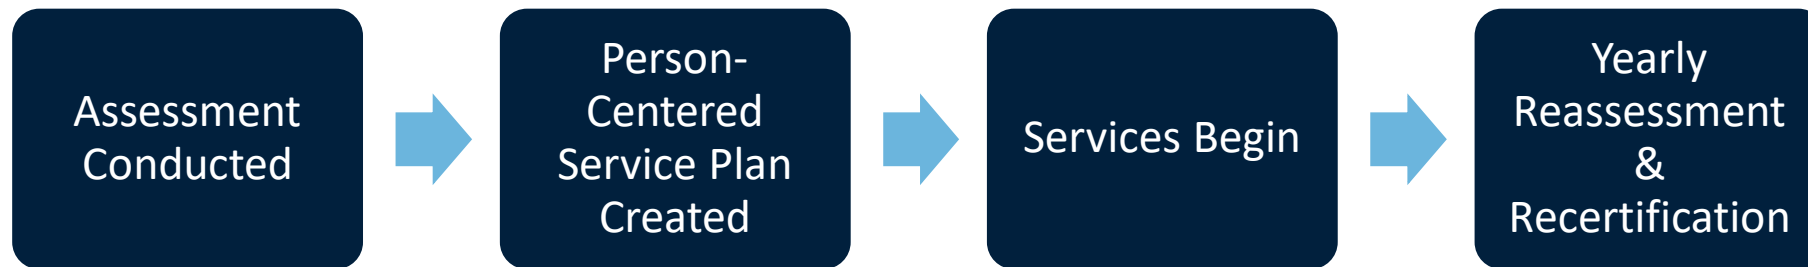 Assessment
Conducted
Person-
Centered
Service Plan
Created
Services Begin
Yearly
Reassessment
&
Recertification